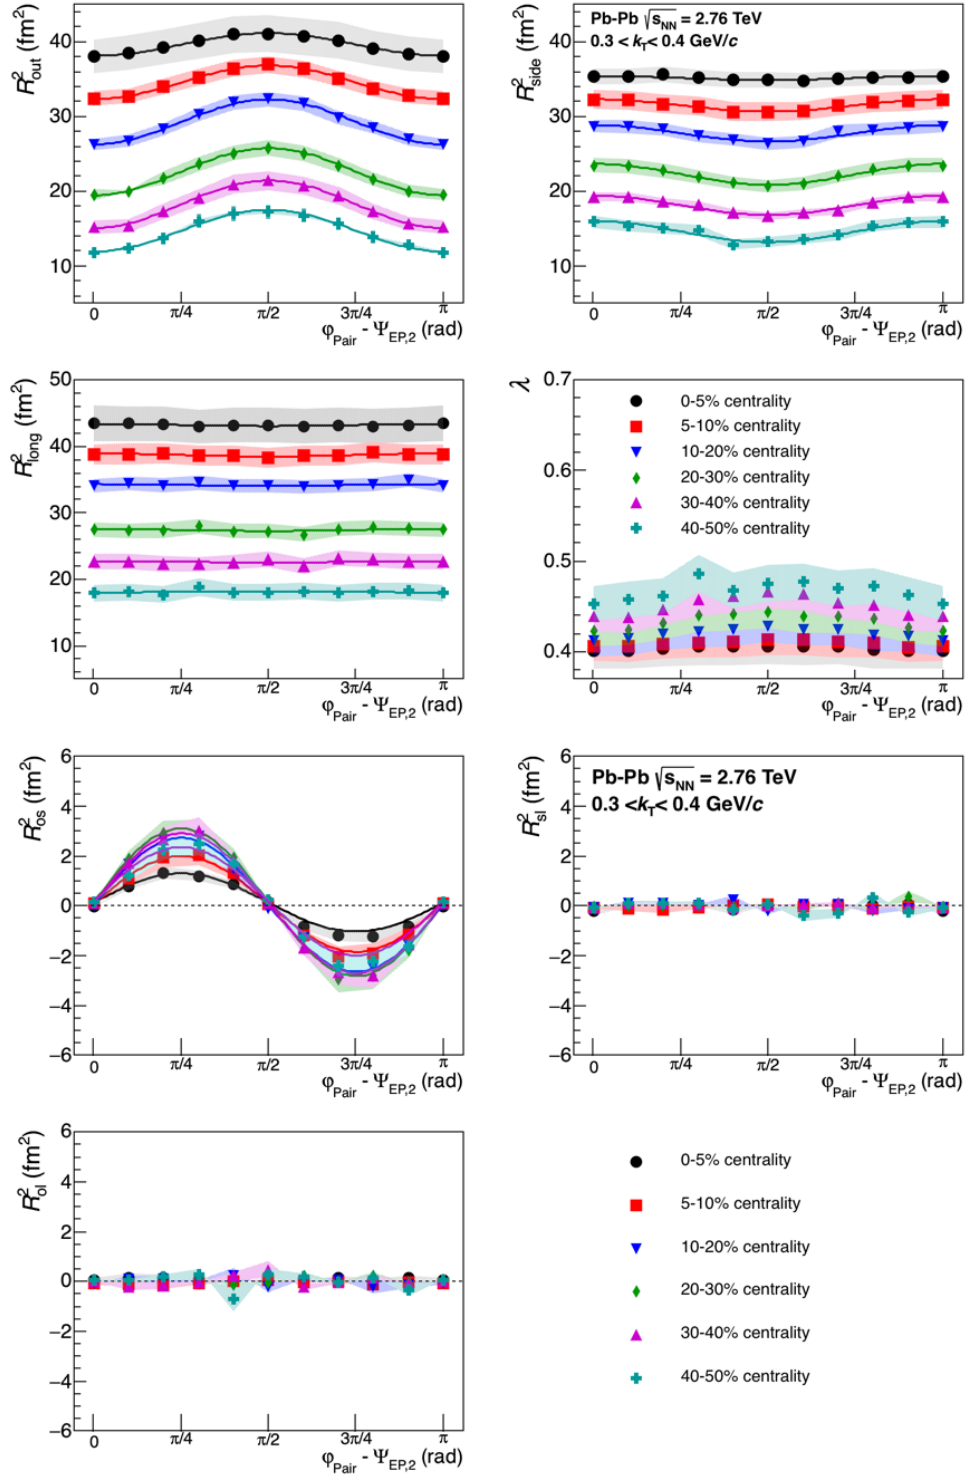 R²out (fm²)
40
30
20
10
0 π/4 π/2 3π/4 π
φPair - ΨEP,2 (rad)
R²side (fm²)
Pb-Pb √sNN = 2.76 TeV
0.3 < kT < 0.4 GeV/c
40
30
20
10
0 π/4 π/2 3π/4 π
φPair - ΨEP,2 (rad)
R²long (fm²)
50
40
30
20
10
0 π/4 π/2 3π/4 π
φPair - ΨEP,2 (rad)
λ
0.7
0.6
0.5
0.4
0-5% centrality
5-10% centrality
10-20% centrality
20-30% centrality
30-40% centrality
40-50% centrality
0 π/4 π/2 3π/4 π
φPair - ΨEP,2 (rad)
R²os (fm²)
6
4
2
0
−2
−4
−6
0 π/4 π/2 3π/4 π
φPair - ΨEP,2 (rad)
R²sl (fm²)
Pb-Pb √sNN = 2.76 TeV
0.3 < kT < 0.4 GeV/c
6
4
2
0
−2
−4
−6
0 π/4 π/2 3π/4 π
φPair - ΨEP,2 (rad)
R²ol (fm²)
6
4
2
0
−2
−4
−6
0 π/4 π/2 3π/4 π
φPair - ΨEP,2 (rad)
0-5% centrality
5-10% centrality
10-20% centrality
20-30% centrality
30-40% centrality
40-50% centrality